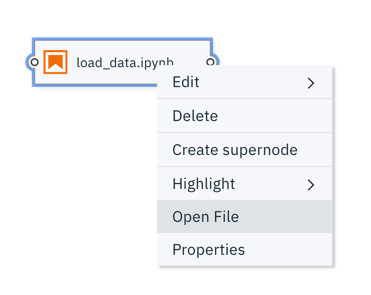 load_data.ipynb
Edit
Delete
Create supernode
Highlight
Open File
Properties